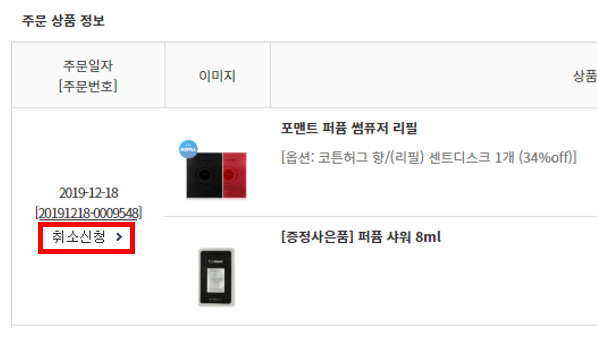 주문 상품 정보
주문일자
[주문번호]
이미지
상품
포맨트 퍼퓸 썸퓨저 리필
[옵션: 코튼허그 향/(리필) 센트디스크 1개 (34%off)]
REFILL
2019-12-18
[20191218-0009548]
취소신청 >
[증정사은품] 퍼퓸 샤워 8ml